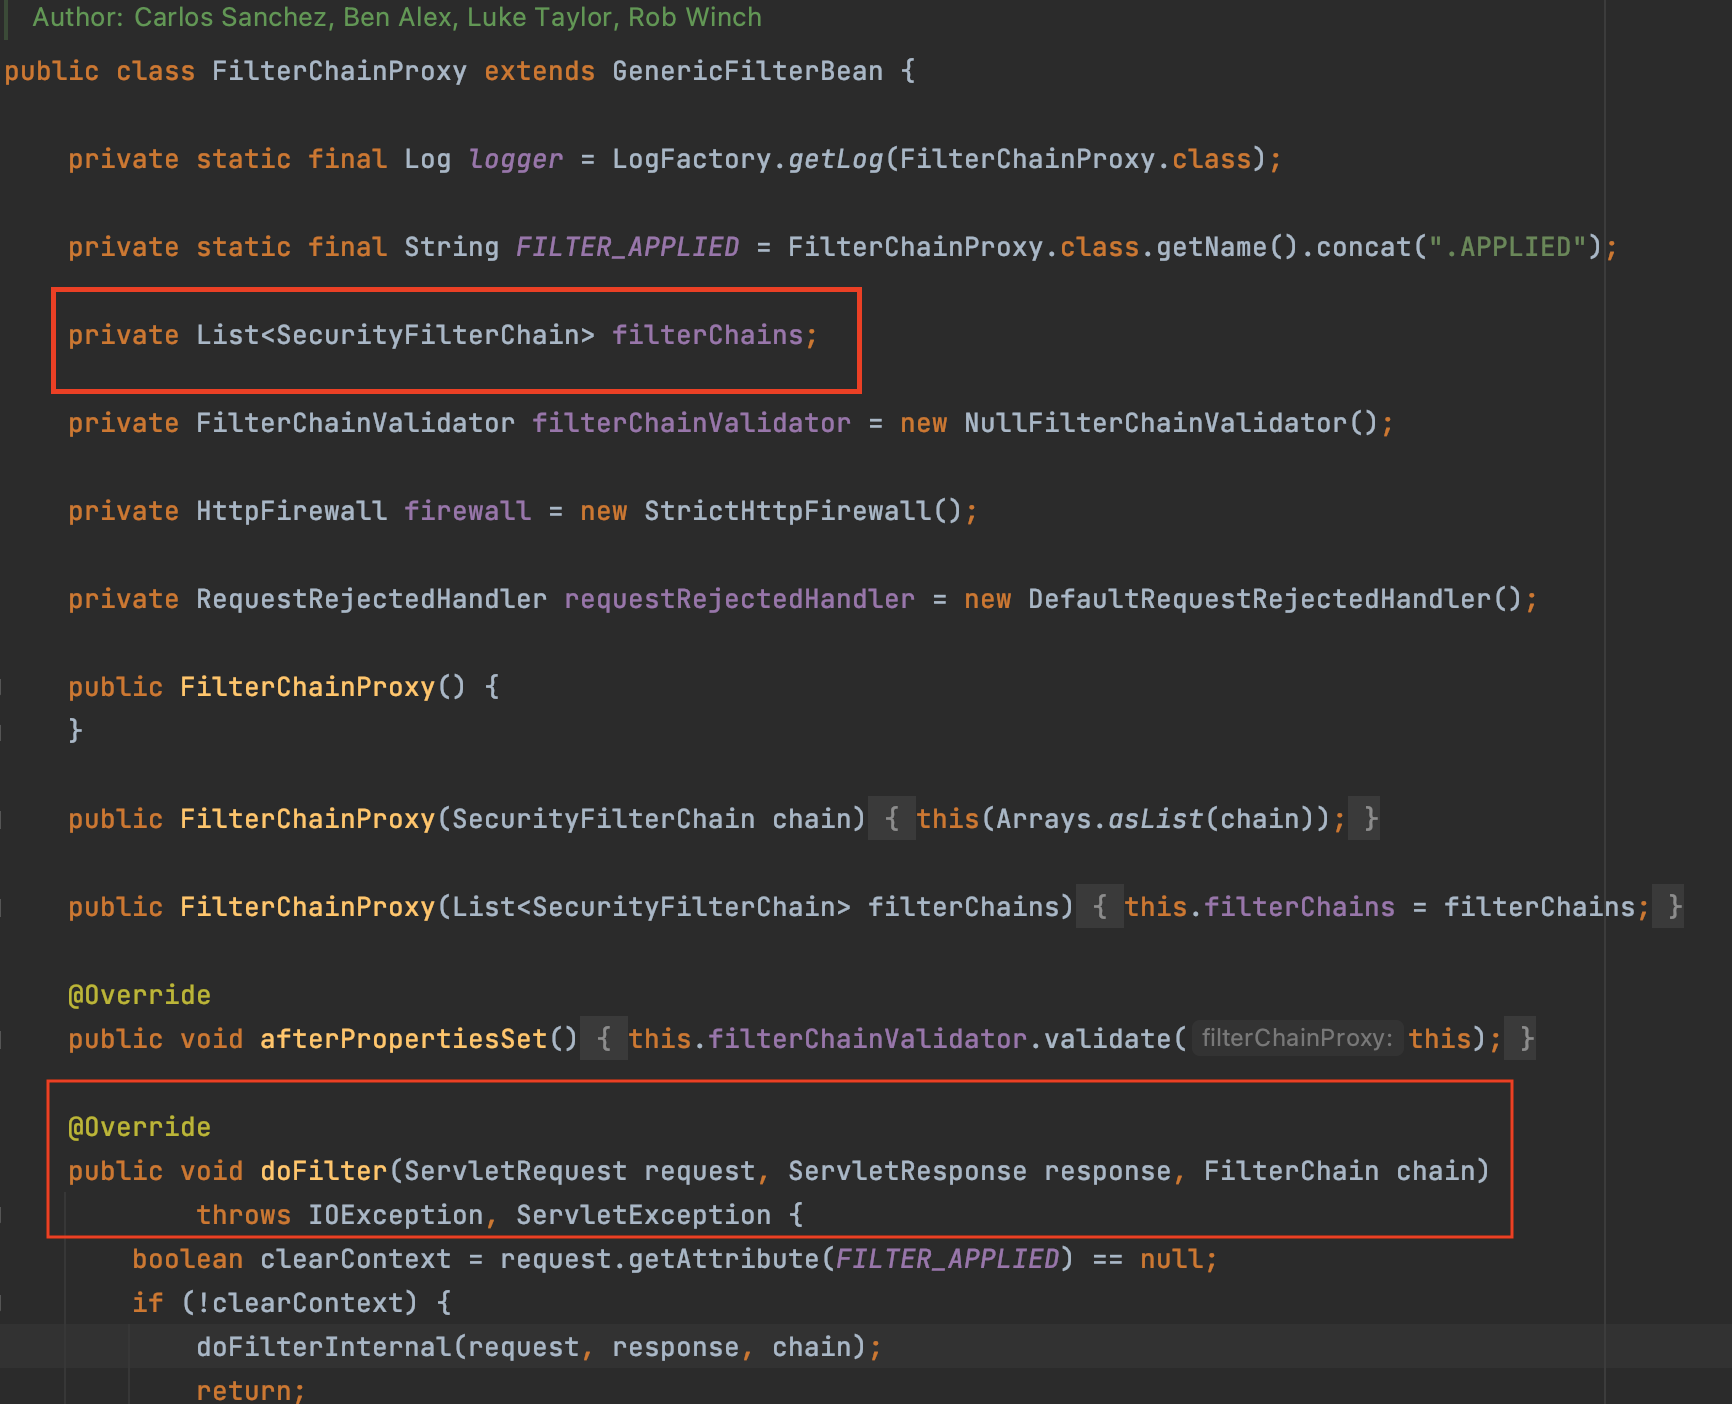 Author: Carlos Sanchez, Ben Alex, Luke Taylor, Rob Winch
public class FilterChainProxy extends GenericFilterBean {
private static final Log logger = LogFactory.getLog(FilterChainProxy.class);
private static final String FILTER_APPLIED = FilterChainProxy.class.getName().concat(".APPLIED");
private List<SecurityFilterChain> filterChains;
private FilterChainValidator filterChainValidator = new NullFilterChainValidator();
private HttpFirewall firewall = new StrictHttpFirewall();
private RequestRejectedHandler requestRejectedHandler = new DefaultRequestRejectedHandler();
public FilterChainProxy() {
}
public FilterChainProxy(SecurityFilterChain chain) { this(Arrays.asList(chain)); }
public FilterChainProxy(List<SecurityFilterChain> filterChains) { this.filterChains = filterChains; }
@Override
public void afterPropertiesSet() { this.filterChainValidator.validate( filterChainProxy: this); }
@Override
public void doFilter(ServletRequest request, ServletResponse response, FilterChain chain)
throws IOException, ServletException {
boolean clearContext = request.getAttribute(FILTER_APPLIED) == null;
if (!clearContext) {
doFilterInternal(request, response, chain);
return;